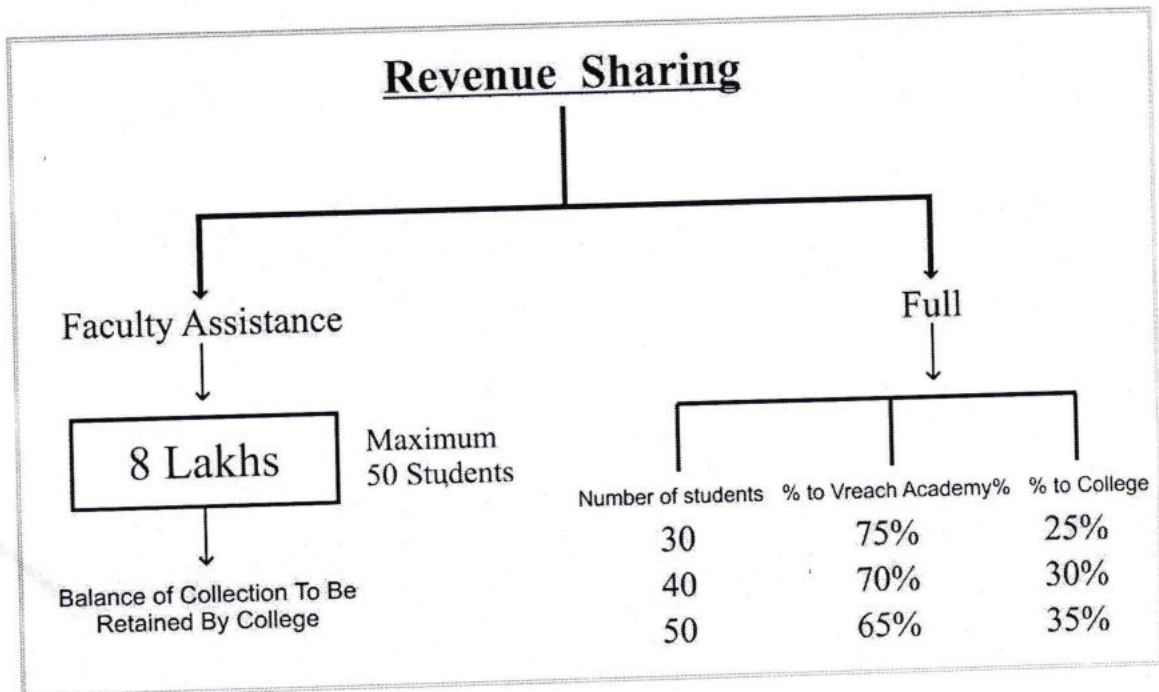 Revenue Sharing
Faculty Assistance
8 Lakhs
Maximum
50 Students
Balance of Collection To Be
Retained By College
Full
Number of students % to Vreach Academy% % to College
30 75% 25%
40 70% 30%
50 65% 35%